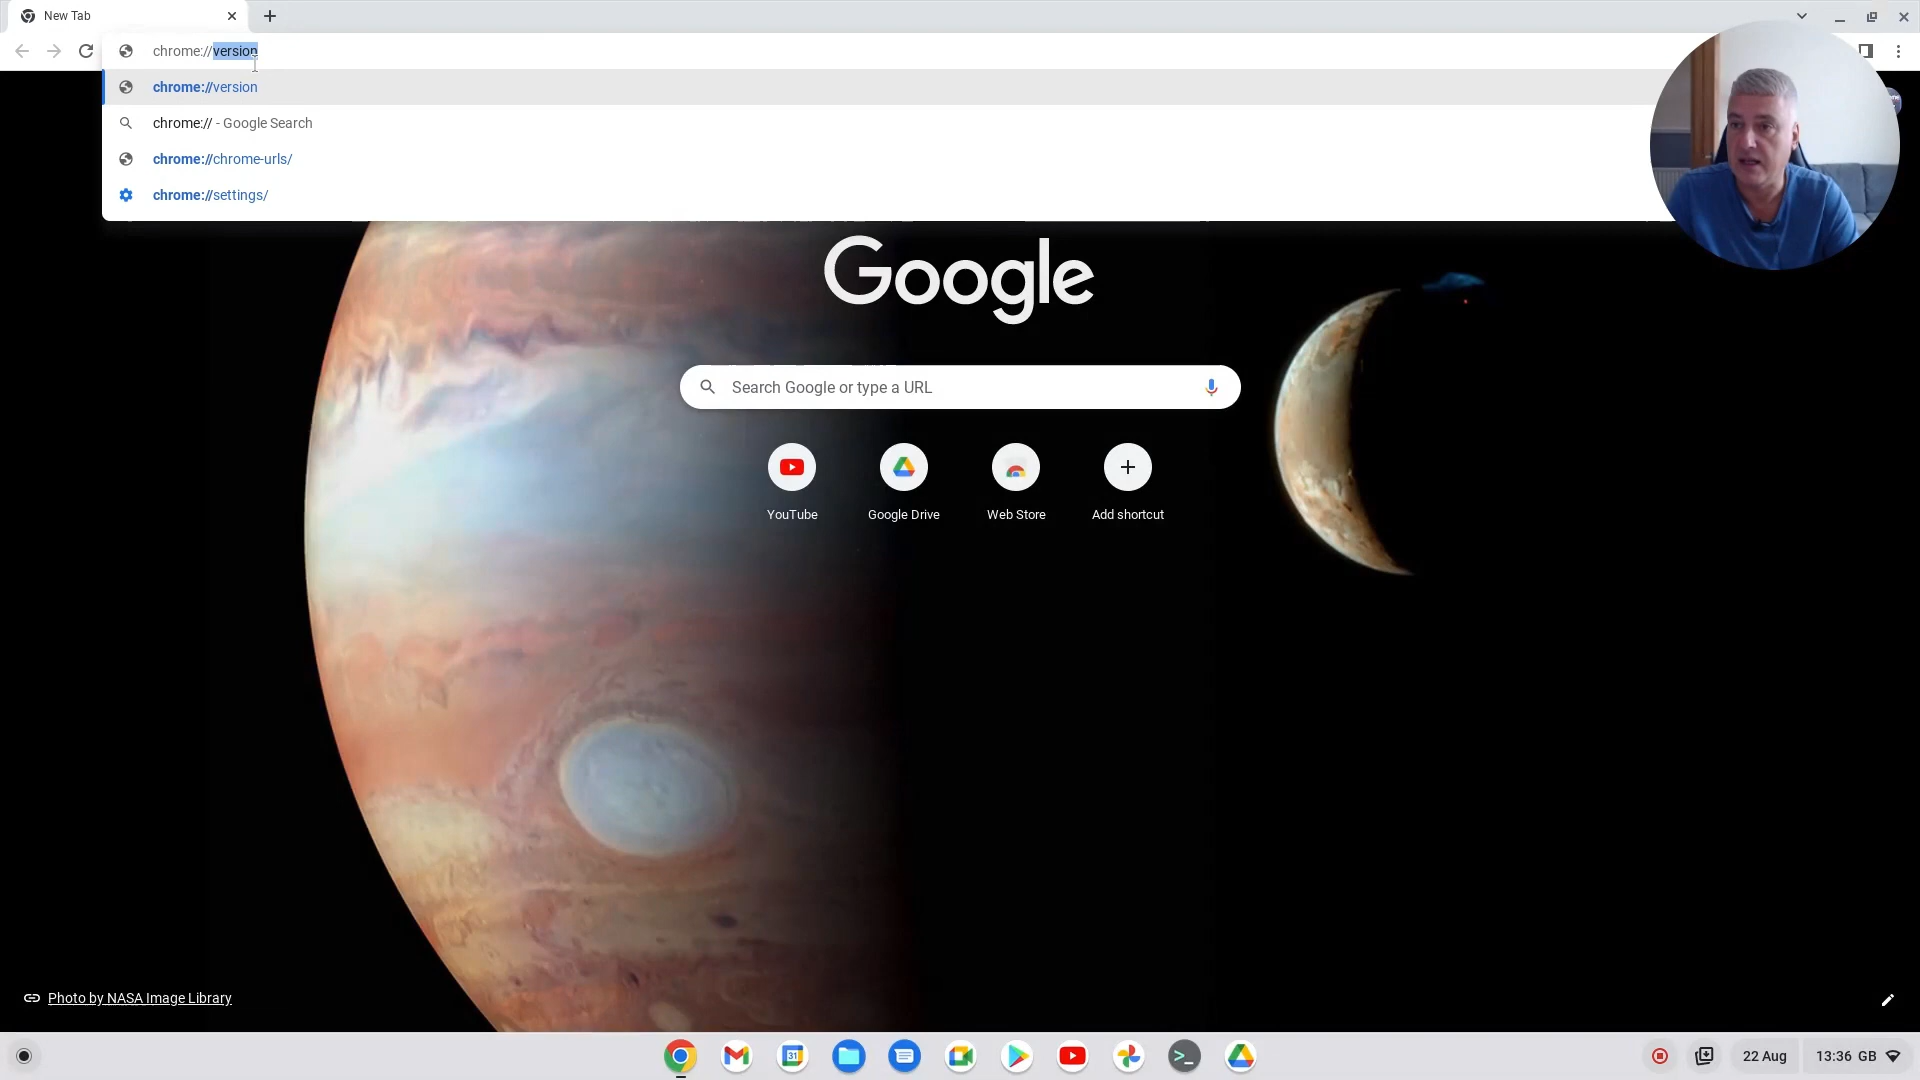 New Tab
chrome://version
chrome://version
chrome:// - Google Search
chrome://chrome-urls/
chrome://settings/
Google
Search Google or type a URL
YouTube
Google Drive
Web Store
Add shortcut
Photo by NASA Image Library
31
>_
22 Aug
13:36 GB